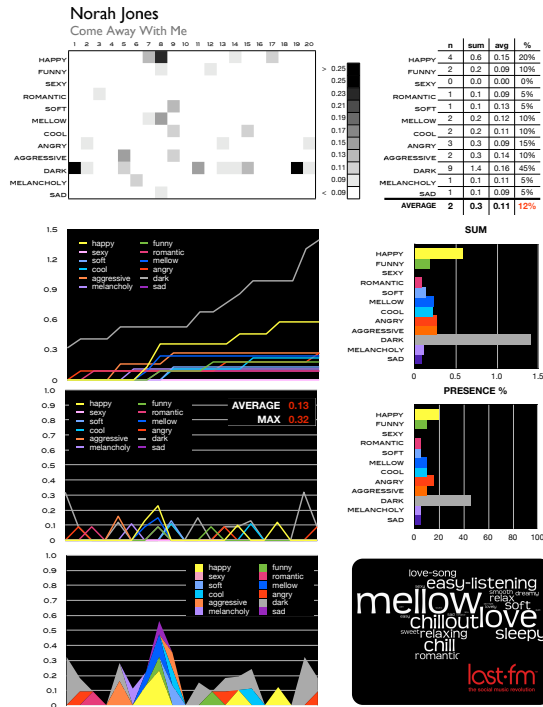 Norah Jones
Come Away With Me
1 2 3 4 5 6 7 8 9 10 11 12 13 14 15 16 17 18 19 20
HAPPY
FUNNY
SEXY
ROMANTIC
SOFT
MELLOW
COOL
ANGRY
AGGRESSIVE
DARK
MELANCHOLY
SAD
> 0.25
0.25
0.23
0.21
0.19
0.17
0.15
0.13
0.11
0.09
< 0.09
n sum avg %
HAPPY 4 0.6 0.15 20%
FUNNY 2 0.2 0.09 10%
SEXY 0 0.0 0.00 0%
ROMANTIC 1 0.1 0.09 5%
SOFT 1 0.1 0.13 5%
MELLOW 2 0.2 0.12 10%
COOL 2 0.2 0.11 10%
ANGRY 3 0.3 0.09 15%
AGGRESSIVE 2 0.3 0.14 10%
DARK 9 1.4 0.16 45%
MELANCHOLY 1 0.1 0.11 5%
SAD 1 0.1 0.09 5%
AVERAGE 2 0.3 0.11 12%
1.5
1.2
0.9
0.6
0.3
0
happy funny
sexy romantic
soft mellow
cool angry
aggressive dark
melancholy sad
SUM
HAPPY
FUNNY
SEXY
ROMANTIC
SOFT
MELLOW
COOL
ANGRY
AGGRESSIVE
DARK
MELANCHOLY
SAD
0 0.5 1.0 1.5
1.0
0.9
0.8
0.7
0.6
0.5
0.4
0.3
0.2
0.1
0
happy funny
sexy romantic
soft mellow
cool angry
aggressive dark
melancholy sad
AVERAGE 0.13
MAX 0.32
PRESENCE %
HAPPY
FUNNY
SEXY
ROMANTIC
SOFT
MELLOW
COOL
ANGRY
AGGRESSIVE
DARK
MELANCHOLY
SAD
0 20 40 60 80 100
1.0
0.9
0.8
0.7
0.6
0.5
0.4
0.3
0.2
0.1
0
happy funny
sexy romantic
soft mellow
cool angry
aggressive dark
melancholy sad
love-song
easy-listening
smooth dreamy
mellow relax
soft
easy chillout love
sweet relaxing sleepy
chill
romantic
last.fm
the social music revolution